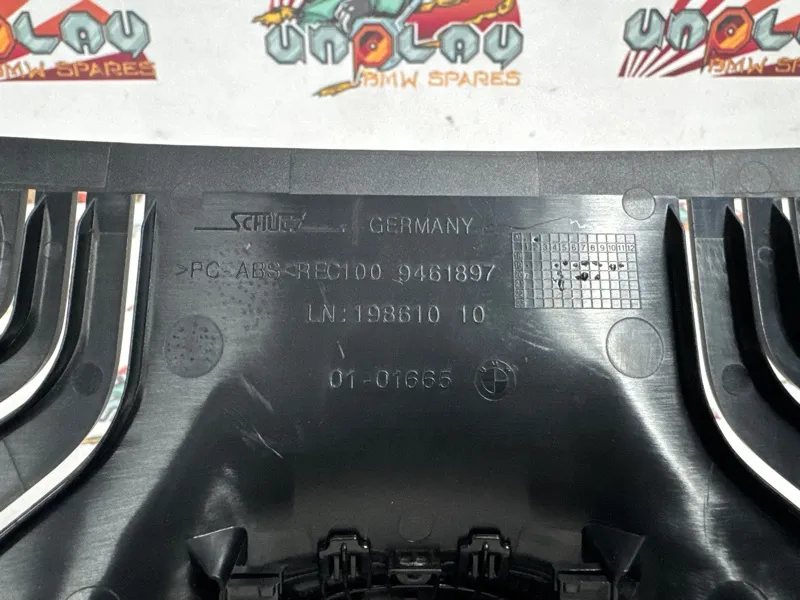 unplay unplay unplay
BMW SPARES BMW SPARES BMW SPARES
SCHUTZ GERMANY
>PC-ABS<REC100 9461897
LN:198610 10
01-01665